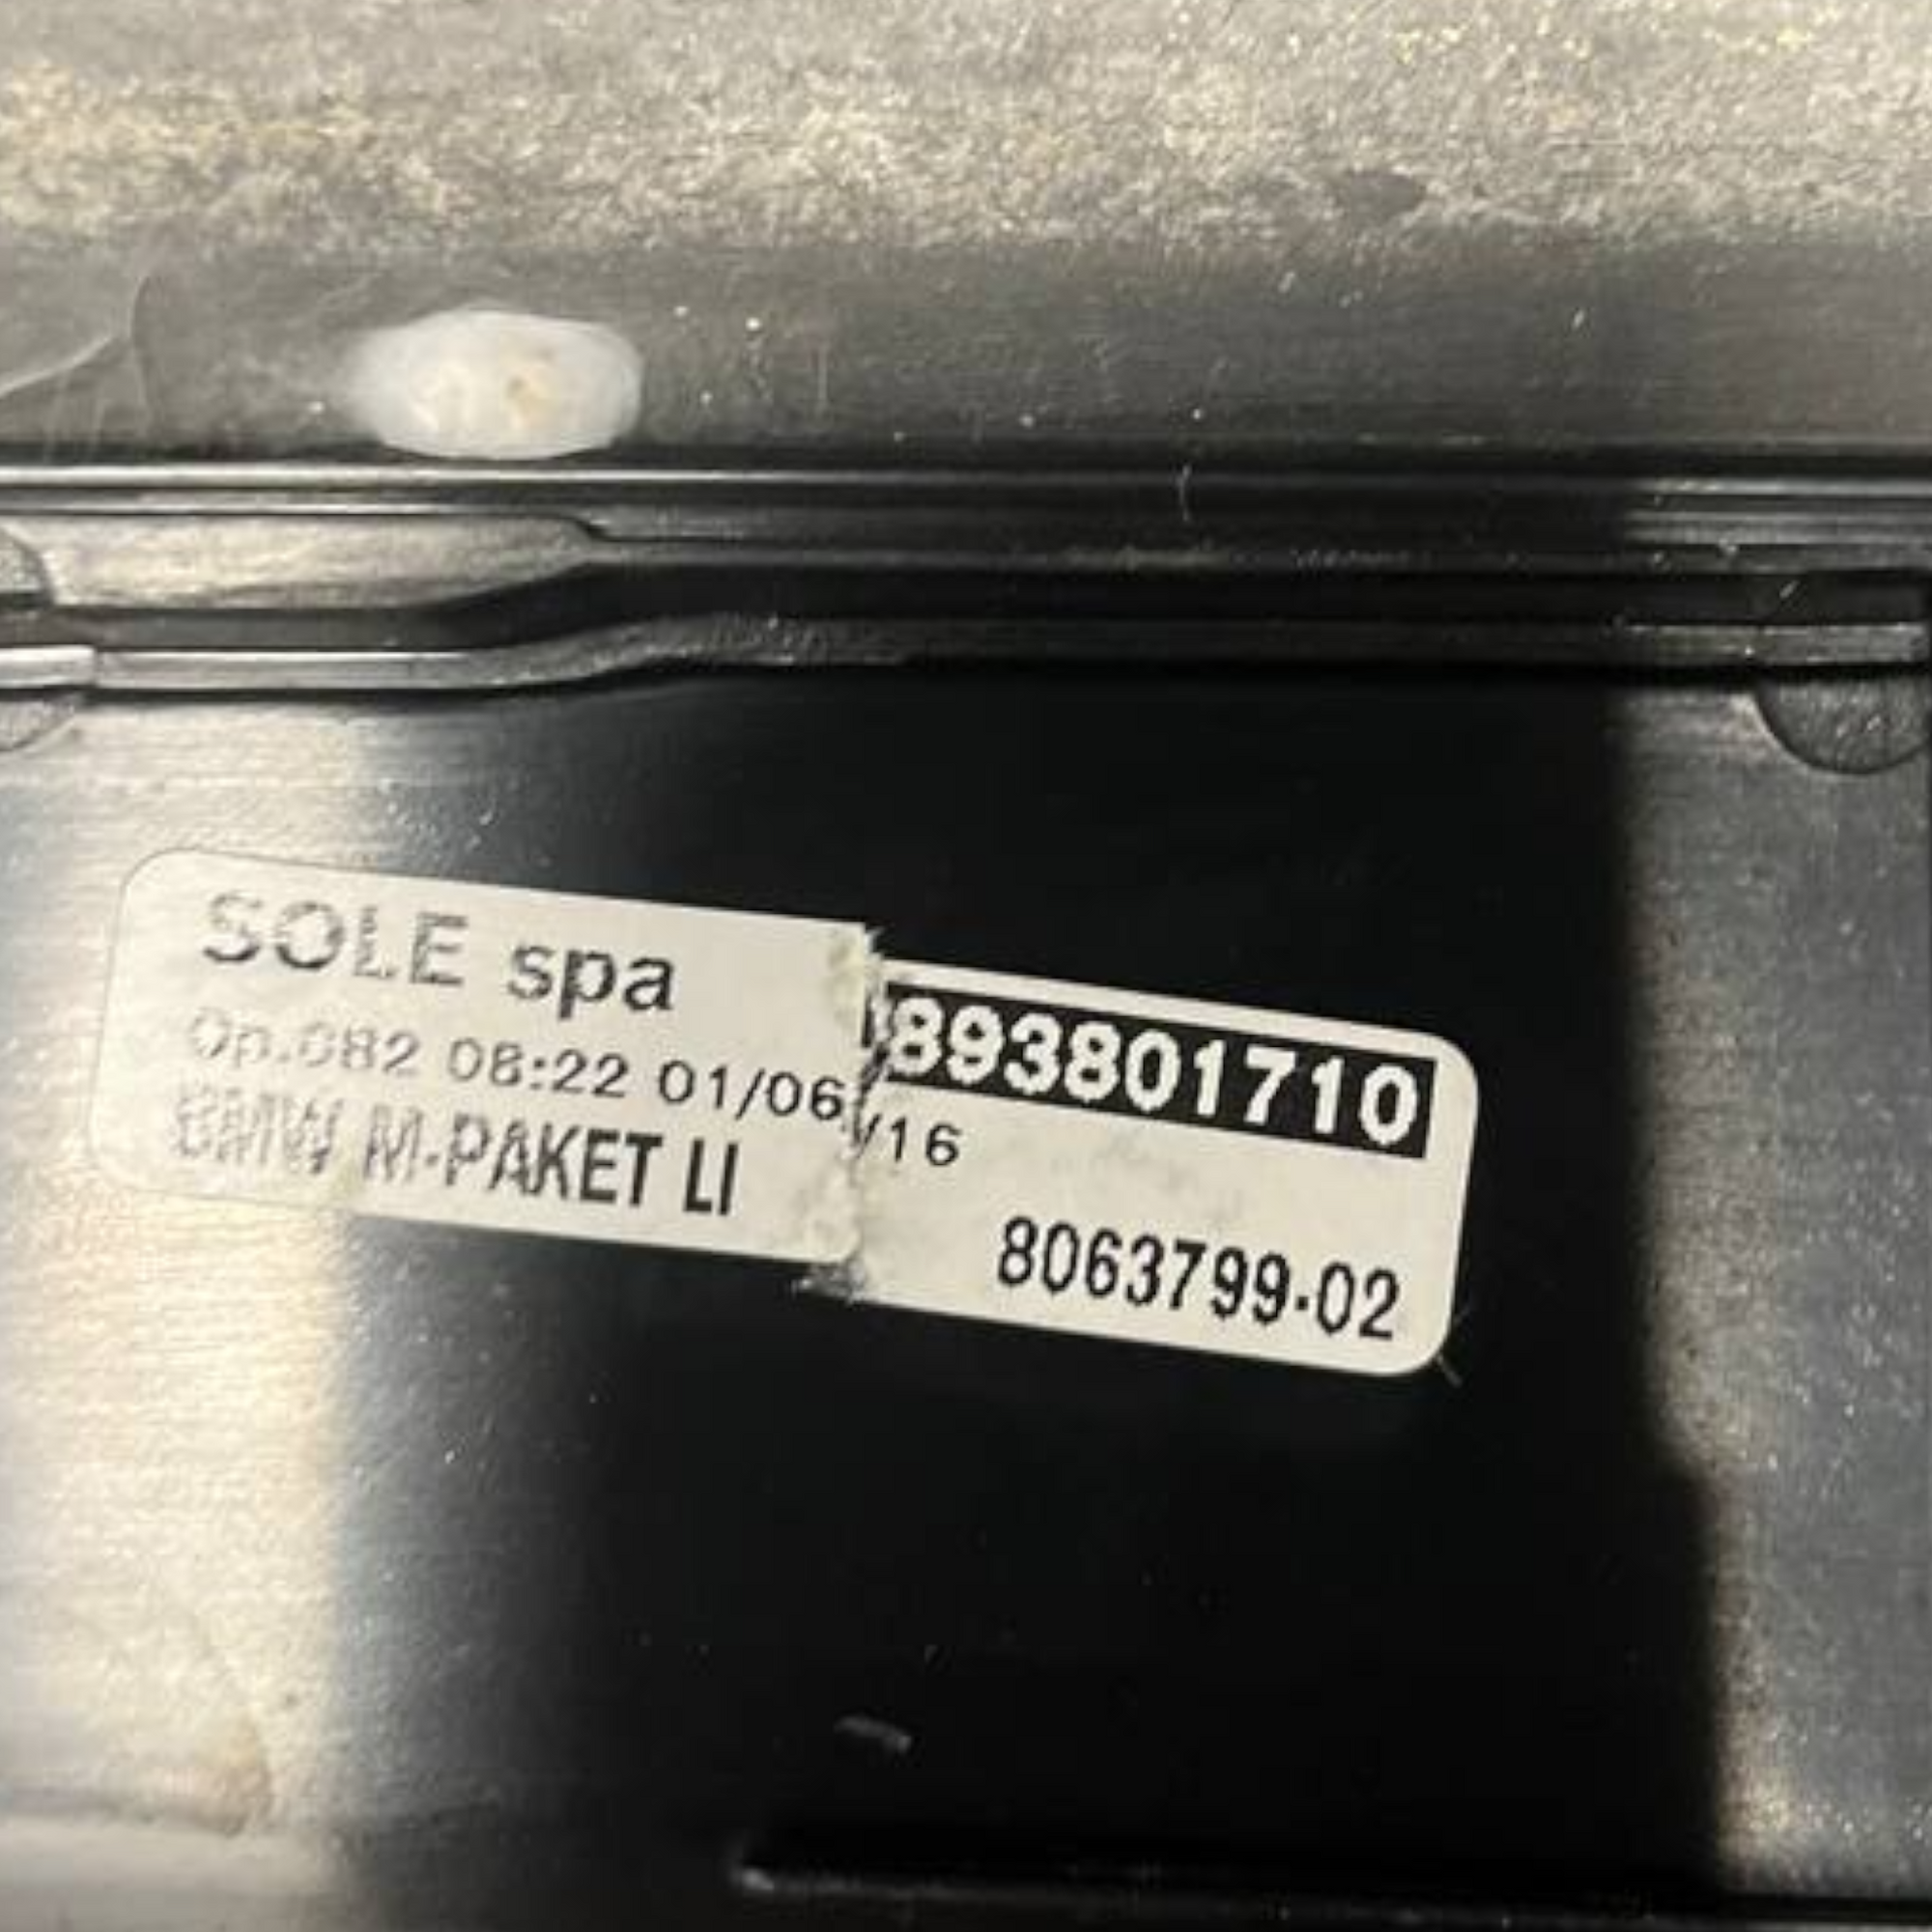 SOLE spa
893801710
Op.082 08:22 01/06/16
BMW M-PAKET LI
8063799-02